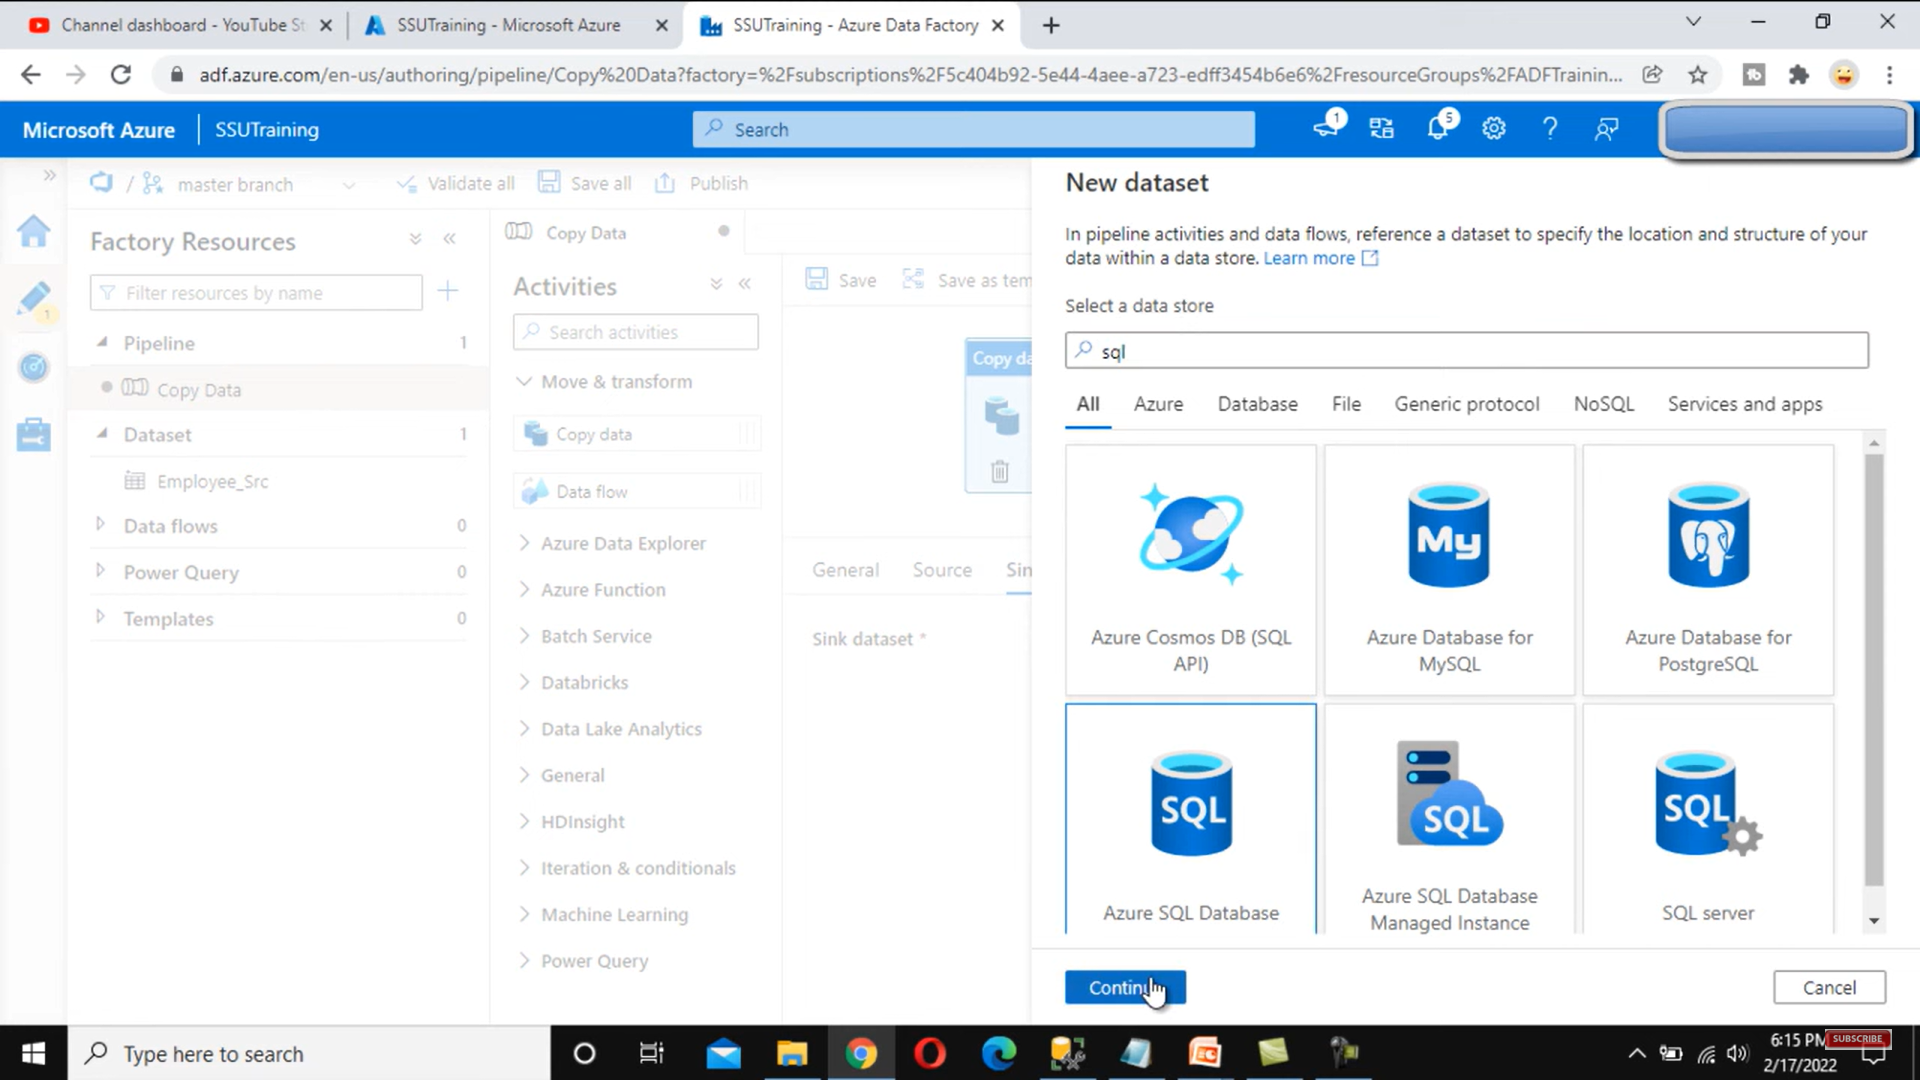 Channel dashboard - YouTube St
SSUTraining - Microsoft Azure
SSUTraining - Azure Data Factory
adf.azure.com/en-us/authoring/pipeline/Copy%20Data?factory=%2Fsubscriptions%2F5c404b92-5e44-4aee-a723-edff3454b6e6%2FresourceGroups%2FADFTrainin...
Microsoft Azure
SSUTraining
Search
1
5
/
master branch
Validate all
Save all
Publish
Factory Resources
Filter resources by name
1
Pipeline 1
Copy Data
Dataset 1
Employee_Src
Data flows 0
Power Query 0
Templates 0
Copy Data
Activities
Search activities
Move & transform
Copy data
Data flow
Azure Data Explorer
Azure Function
Batch Service
Databricks
Data Lake Analytics
General
HDInsight
Iteration & conditionals
Machine Learning
Power Query
Save
Save as tem
Copy da
General Source Sin
Sink dataset *
New dataset
In pipeline activities and data flows, reference a dataset to specify the location and structure of your
data within a data store. Learn more
Select a data store
sql
All Azure Database File Generic protocol NoSQL Services and apps
Azure Cosmos DB (SQL
API)
My
Azure Database for
MySQL
Azure Database for
PostgreSQL
SQL
Azure SQL Database
SQL
Azure SQL Database
Managed Instance
SQL
SQL server
Continu
Cancel
Type here to search
6:15 PM
2/17/2022
SUBSCRIBE